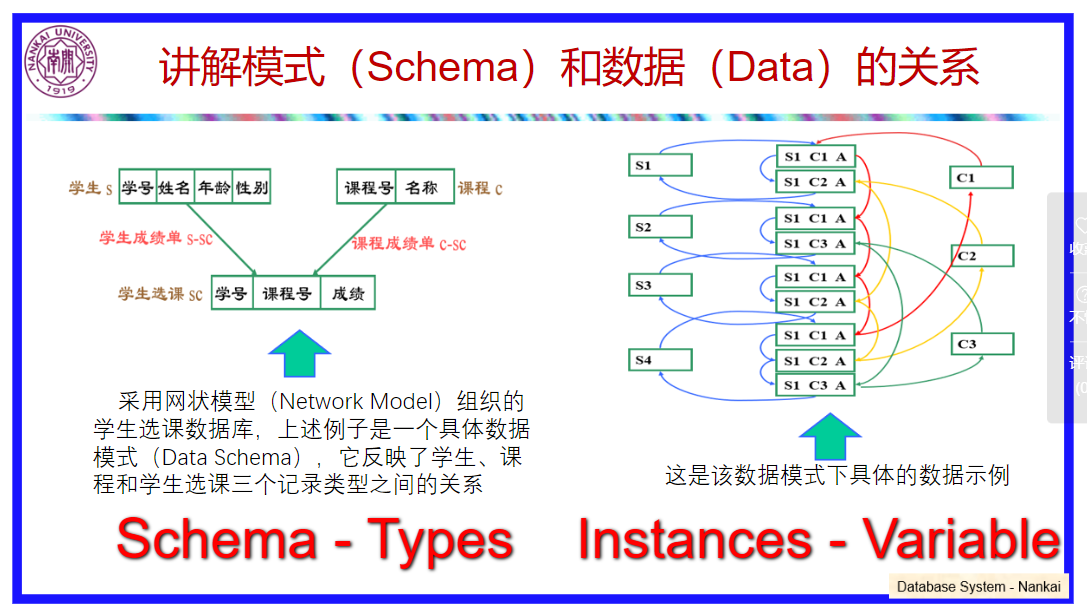 NANKAI UNIVERSITY
南開
1919
讲解模式（Schema）和数据（Data）的关系
学生 S
学号 姓名 年龄 性别
课程号 名称
课程 C
学生成绩单 S-SC
课程成绩单 C-SC
学生选课 SC
学号 课程号 成绩
采用网状模型（Network Model）组织的
学生选课数据库，上述例子是一个具体数据
模式（Data Schema），它反映了学生、课
程和学生选课三个记录类型之间的关系
Schema - Types
S1
S2
S3
S4
S1 C1 A
S1 C2 A
S1 C1 A
S1 C3 A
S1 C1 A
S1 C2 A
S1 C1 A
S1 C2 A
S1 C3 A
C1
C2
C3
这是该数据模式下具体的数据示例
Instances - Variable
Database System - Nankai